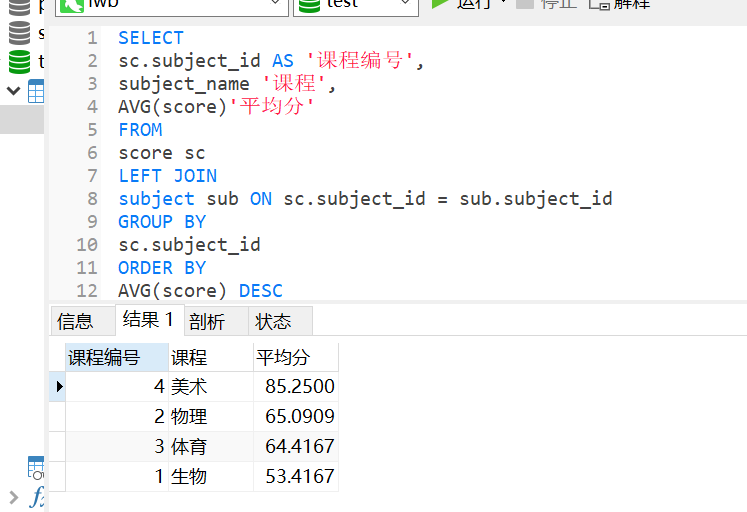 test
运行
停止
解释
1 SELECT
2 sc.subject_id AS '课程编号',
3 subject_name '课程',
4 AVG(score)'平均分'
5 FROM
6 score sc
7 LEFT JOIN
8 subject sub ON sc.subject_id = sub.subject_id
9 GROUP BY
10 sc.subject_id
11 ORDER BY
12 AVG(score) DESC
信息 结果 1 剖析 状态
课程编号 课程 平均分
4 美术 85.2500
2 物理 65.0909
3 体育 64.4167
1 生物 53.4167